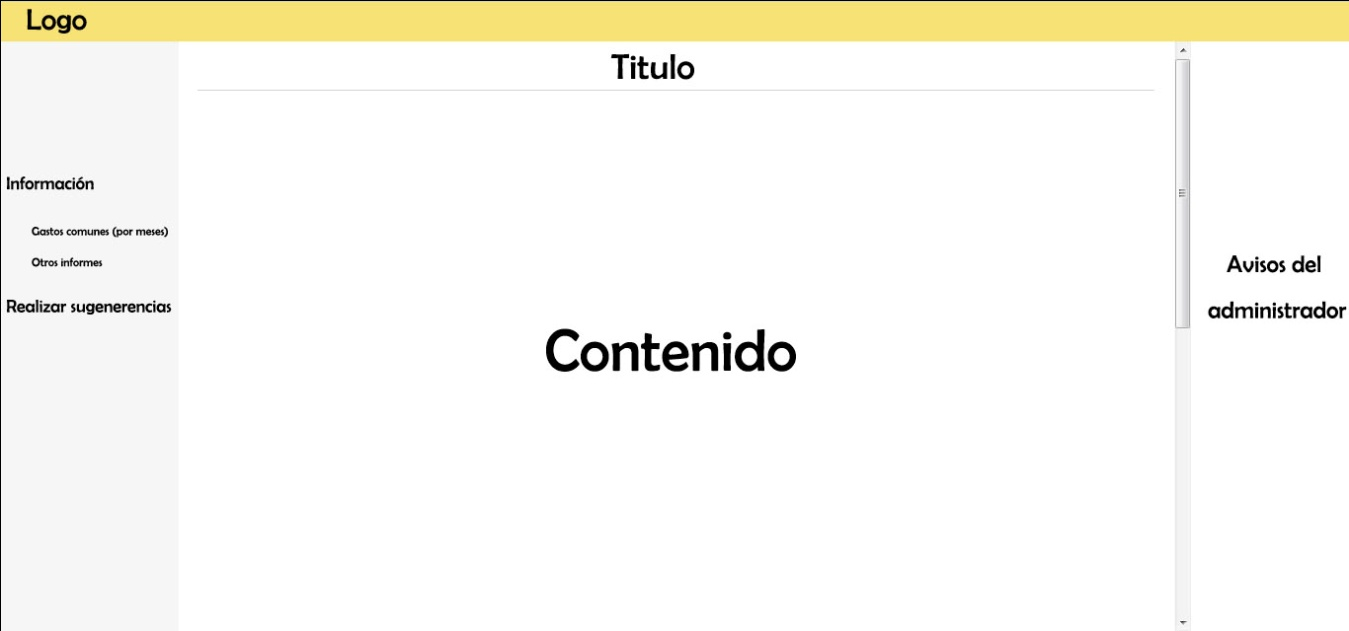 Logo
Titulo
Información
Gastos comunes (por meses)
Otros informes
Realizar sugenerencias
Contenido
Avisos del
administrador